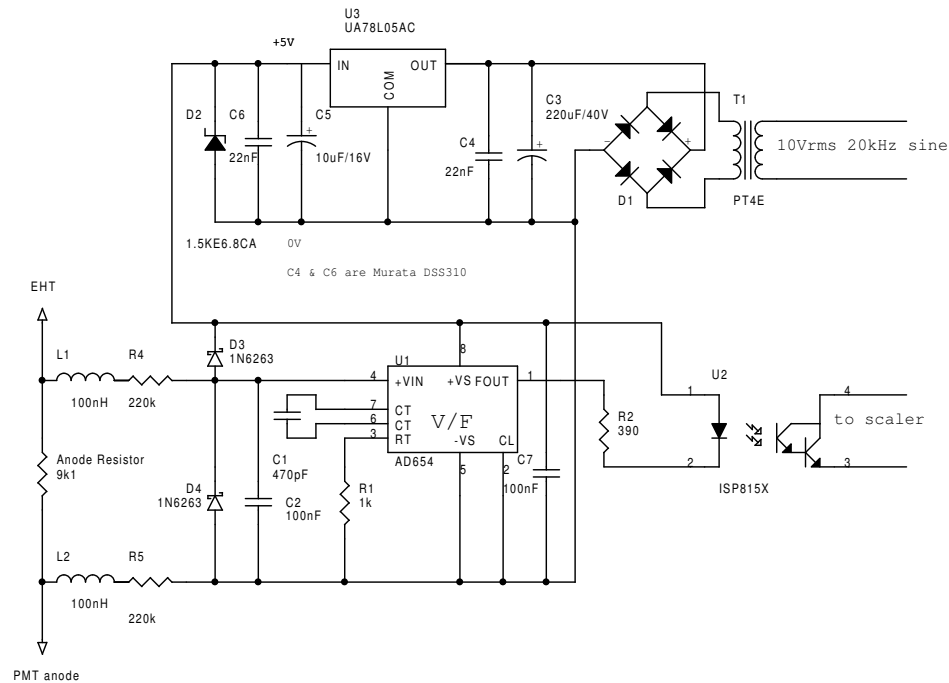 U3
UA78L05AC
+5V
IN
OUT
COM
D2
C6
22nF
C5
+
10uF/16V
C4
22nF
C3
220uF/40V
+
-
+
D1
T1
10Vrms 20kHz sine
PT4E
1.5KE6.8CA
0V
C4 & C6 are Murata DSS310
EHT
L1
100nH
R4
220k
D3
1N6263
U1
8
4
+VIN
+VS
FOUT
1
7
CT
6
CT
3
RT
V/F
-VS
CL
AD654
5
2
C1
470pF
R1
1k
C7
100nF
R2
390
U2
1
2
4
3
to scaler
ISP815X
Anode Resistor
9k1
D4
1N6263
C2
100nF
L2
100nH
R5
220k
PMT anode